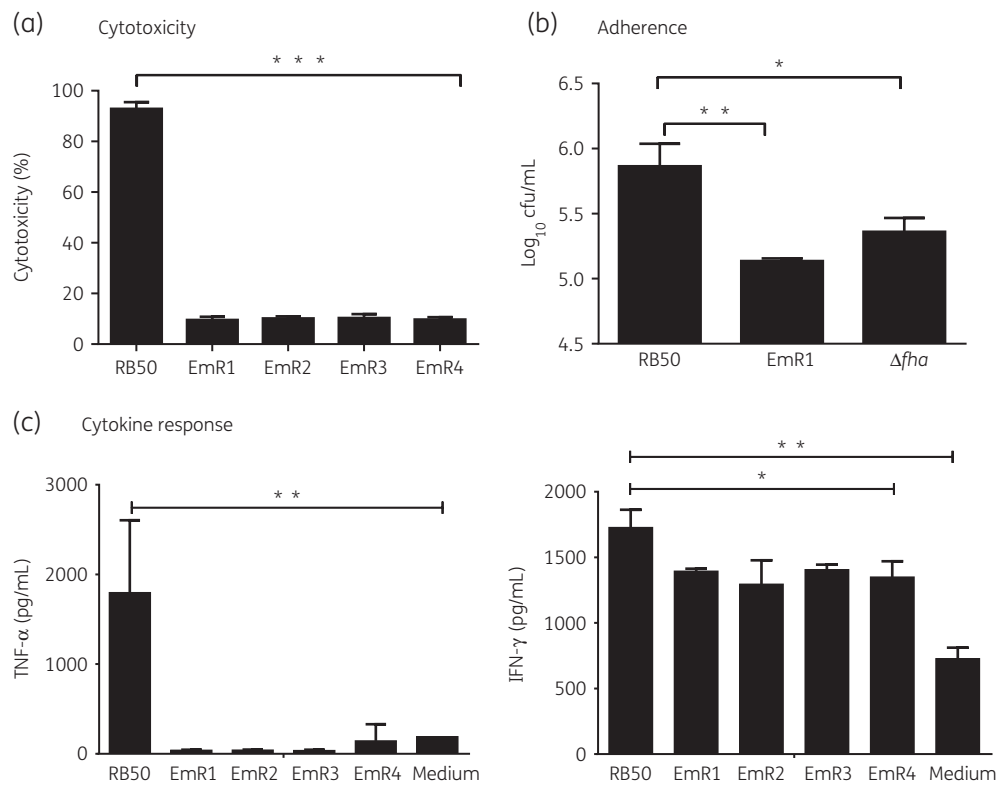 (a) Cytotoxicity
* * *
100
80
60
40
20
0
Cytotoxicity (%)
RB50 EmR1 EmR2 EmR3 EmR4
(b) Adherence
*
* *
6.5
6.0
5.5
5.0
4.5
Log10 cfu/mL
RB50 EmR1 Δfha
(c) Cytokine response
* *
3000
2000
1000
0
TNF-α (pg/mL)
RB50 EmR1 EmR2 EmR3 EmR4 Medium
* *
*
2000
1500
1000
500
0
IFN-γ (pg/mL)
RB50 EmR1 EmR2 EmR3 EmR4 Medium